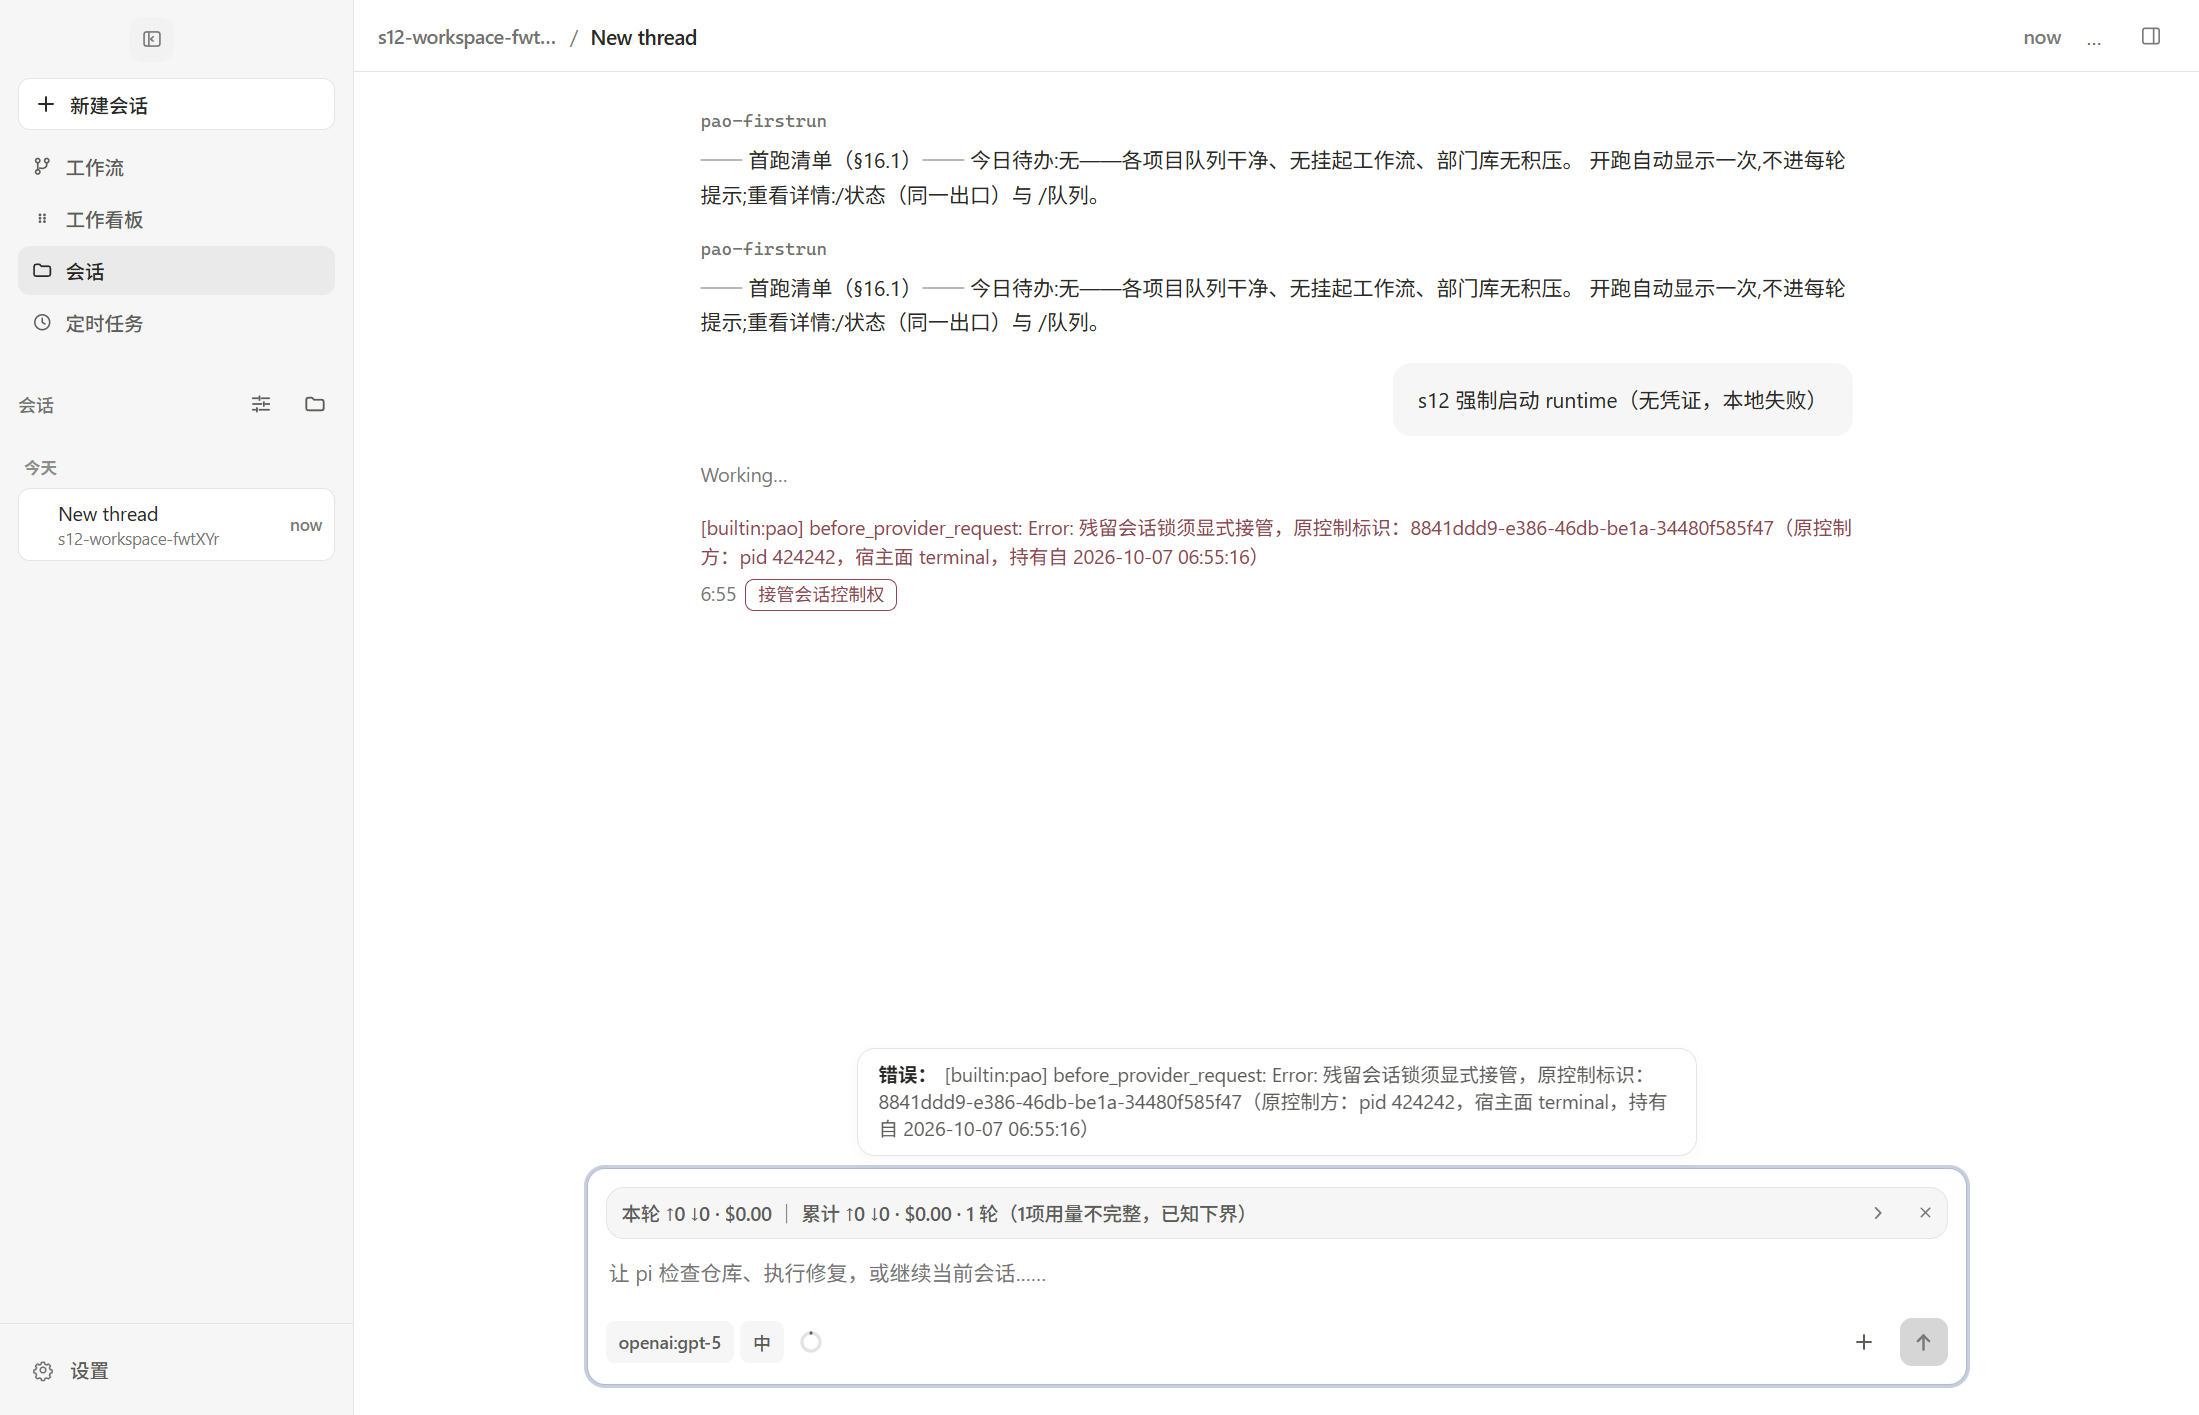 s12-workspace-fwt... / New thread
now ...
新建会话
工作流
工作看板
会话
定时任务
会话
今天
New thread
s12-workspace-fwtXYr
now
设置
pao-firstrun
—— 首跑清单（§16.1）—— 今日待办:无——各项目队列干净、无挂起工作流、部门库无积压。 开跑自动显示一次,不进每轮
提示;重看详情:/状态（同一出口）与 /队列。
pao-firstrun
—— 首跑清单（§16.1）—— 今日待办:无——各项目队列干净、无挂起工作流、部门库无积压。 开跑自动显示一次,不进每轮
提示;重看详情:/状态（同一出口）与 /队列。
s12 强制启动 runtime（无凭证，本地失败）
Working...
[builtin:pao] before_provider_request: Error: 残留会话锁须显式接管，原控制标识：8841ddd9-e386-46db-be1a-34480f585f47（原控制
方：pid 424242，宿主面 terminal，持有自 2026-10-07 06:55:16）
6:55 接管会话控制权
错误： [builtin:pao] before_provider_request: Error: 残留会话锁须显式接管，原控制标识：
8841ddd9-e386-46db-be1a-34480f585f47（原控制方：pid 424242，宿主面 terminal，持有
自 2026-10-07 06:55:16）
本轮 ↑0 ↓0 · $0.00 ｜ 累计 ↑0 ↓0 · $0.00 · 1 轮（1项用量不完整，已知下界）
让 pi 检查仓库、执行修复，或继续当前会话……
openai:gpt-5 中